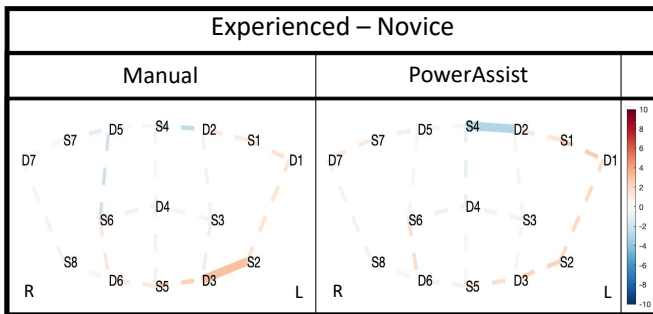 Experienced – Novice
Manual
PowerAssist
S7 D5 S4 D2 S1
D7 D1
S6 D4 S3
S8 D6 S5 D3 S2
R L
S7 D5 S4 D2 S1
D7 D1
S6 D4 S3
S8 D6 S5 D3 S2
R L
10
8
6
4
2
0
-2
-4
-6
-8
-10